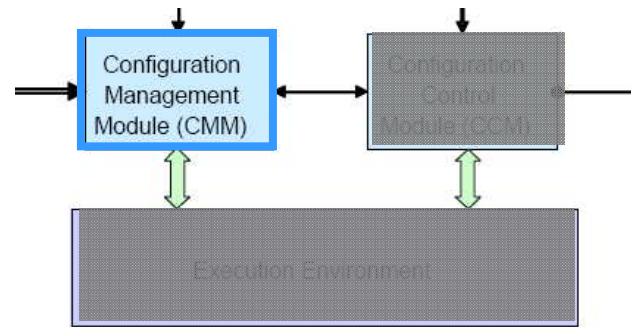 Configuration
Management
Module (CMM)
Configuration
Control
Module (CCM)
Execution Environment